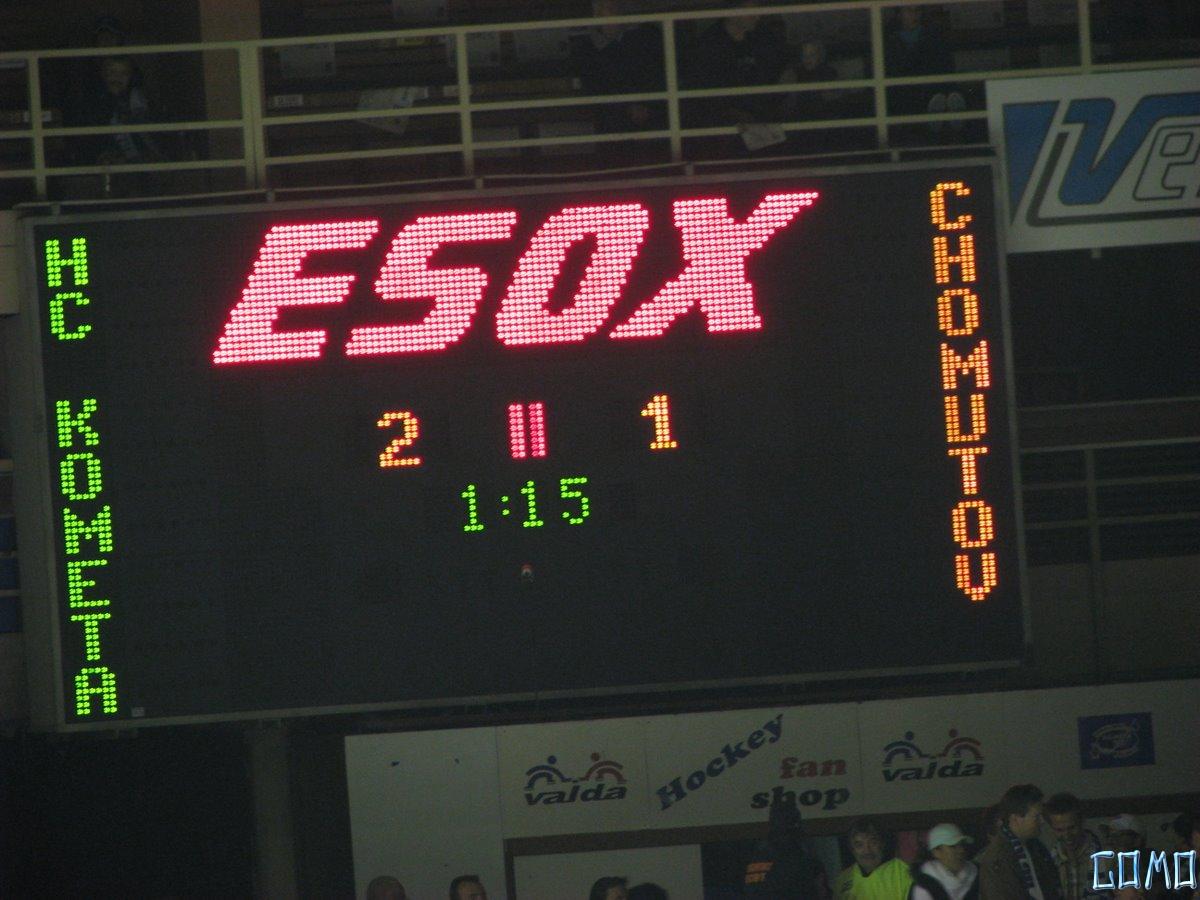 ESOX
HC KOMETA
CHOMUTOV
2 II 1
1:15
valda
Hockey
fan
shop
valda
COMO